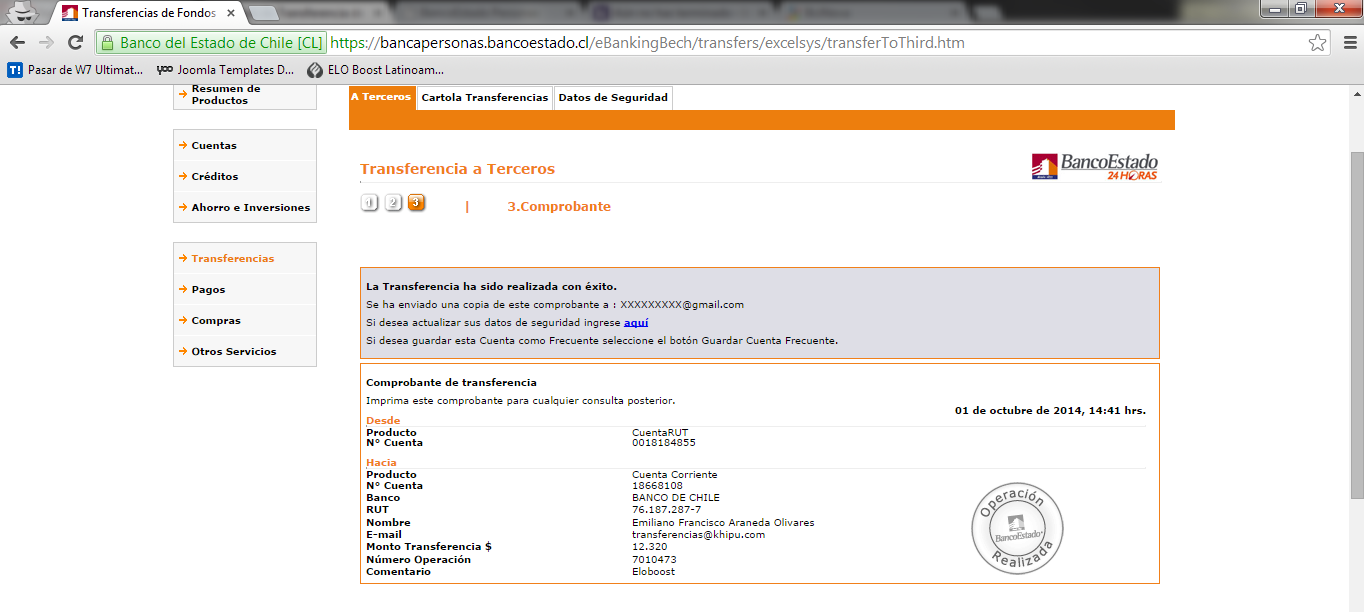 Transferencias de Fondos
Banco del Estado de Chile [CL] https://bancapersonas.bancoestado.cl/eBankingBech/transfers/excelsys/transferToThird.htm
T! Pasar de W7 Ultimat... yoo Joomla Templates D... ELO Boost Latinoam...
Resumen de
Productos
Cuentas
Créditos
Ahorro e Inversiones
Transferencias
Pagos
Compras
Otros Servicios
A Terceros Cartola Transferencias Datos de Seguridad
Transferencia a Terceros
BancoEstado
24 HORAS
1 2 3 | 3.Comprobante
La Transferencia ha sido realizada con éxito.
Se ha enviado una copia de este comprobante a : XXXXXXXXX@gmail.com
Si desea actualizar sus datos de seguridad ingrese aquí
Si desea guardar esta Cuenta como Frecuente seleccione el botón Guardar Cuenta Frecuente.
Comprobante de transferencia
Imprima este comprobante para cualquier consulta posterior.
01 de octubre de 2014, 14:41 hrs.
Desde
Producto CuentaRUT
N° Cuenta 0018184855
Hacia
Producto Cuenta Corriente
N° Cuenta 18668108
Banco BANCO DE CHILE
RUT 76.187.287-7
Nombre Emiliano Francisco Araneda Olivares
E-mail transferencias@khipu.com
Monto Transferencia $ 12.320
Número Operación 7010473
Comentario Eloboost
Operación
BancoEstado
Realizada